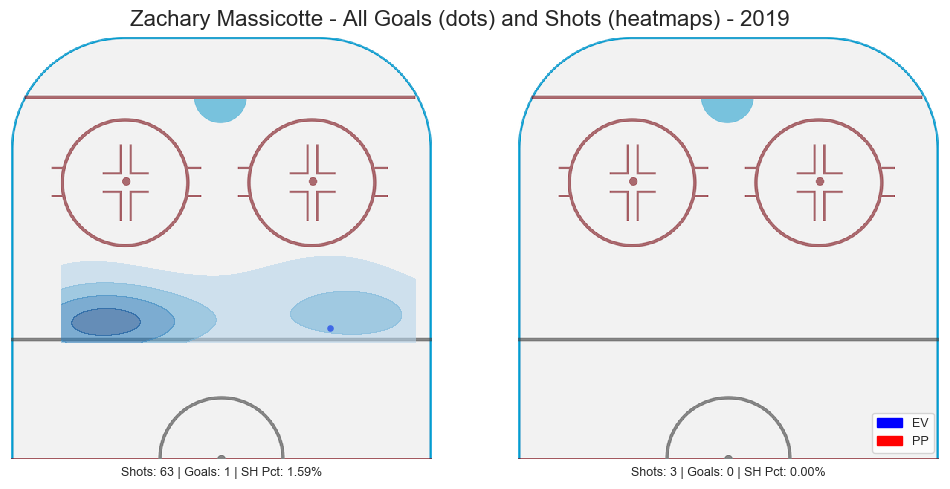 Zachary Massicotte - All Goals (dots) and Shots (heatmaps) - 2019
EV
PP
Shots: 63 | Goals: 1 | SH Pct: 1.59%
Shots: 3 | Goals: 0 | SH Pct: 0.00%